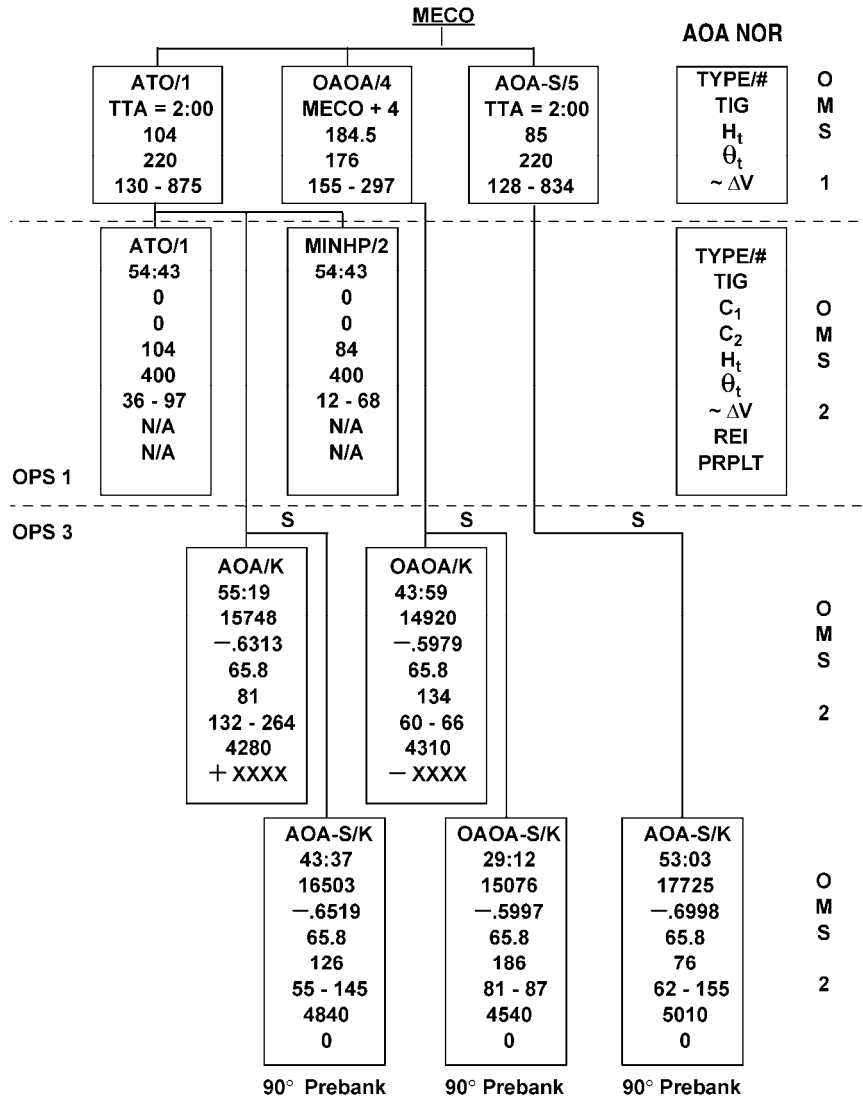 MECO
AOA NOR
ATO/1
TTA = 2:00
104
220
130 - 875
OAOA/4
MECO + 4
184.5
176
155 - 297
AOA-S/5
TTA = 2:00
85
220
128 - 834
TYPE/#
TIG
Ht
θt
~ ΔV
O
M
S
1
ATO/1
54:43
0
0
104
400
36 - 97
N/A
N/A
MINHP/2
54:43
0
0
84
400
12 - 68
N/A
N/A
TYPE/#
TIG
C1
C2
Ht
θt
~ ΔV
REI
PRPLT
O
M
S
2
OPS 1
OPS 3
S
S
S
AOA/K
55:19
15748
–.6313
65.8
81
132 - 264
4280
+ XXXX
OAOA/K
43:59
14920
–.5979
65.8
134
60 - 66
4310
– XXXX
O
M
S
2
AOA-S/K
43:37
16503
–.6519
65.8
126
55 - 145
4840
0
90° Prebank
OAOA-S/K
29:12
15076
–.5997
65.8
186
81 - 87
4540
0
90° Prebank
AOA-S/K
53:03
17725
–.6998
65.8
76
62 - 155
5010
0
90° Prebank
O
M
S
2